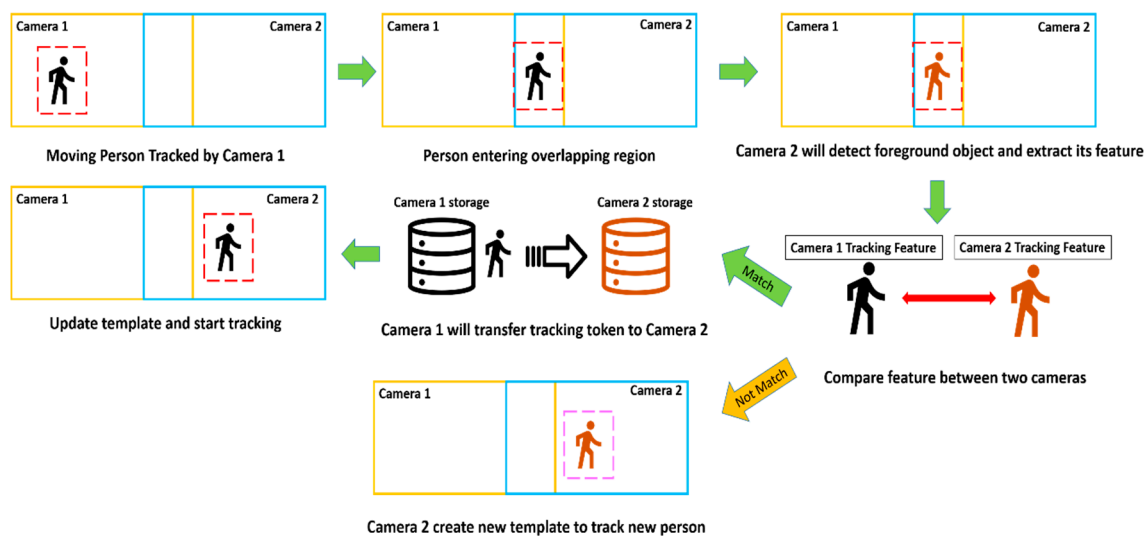 Camera 1
Camera 2
Moving Person Tracked by Camera 1
Camera 1
Camera 2
Person entering overlapping region
Camera 1
Camera 2
Camera 2 will detect foreground object and extract its feature
Camera 1 Tracking Feature
Camera 2 Tracking Feature
Compare feature between two cameras
Match
Camera 1 storage
Camera 2 storage
Camera 1 will transfer tracking token to Camera 2
Camera 1
Camera 2
Update template and start tracking
Not Match
Camera 1
Camera 2
Camera 2 create new template to track new person